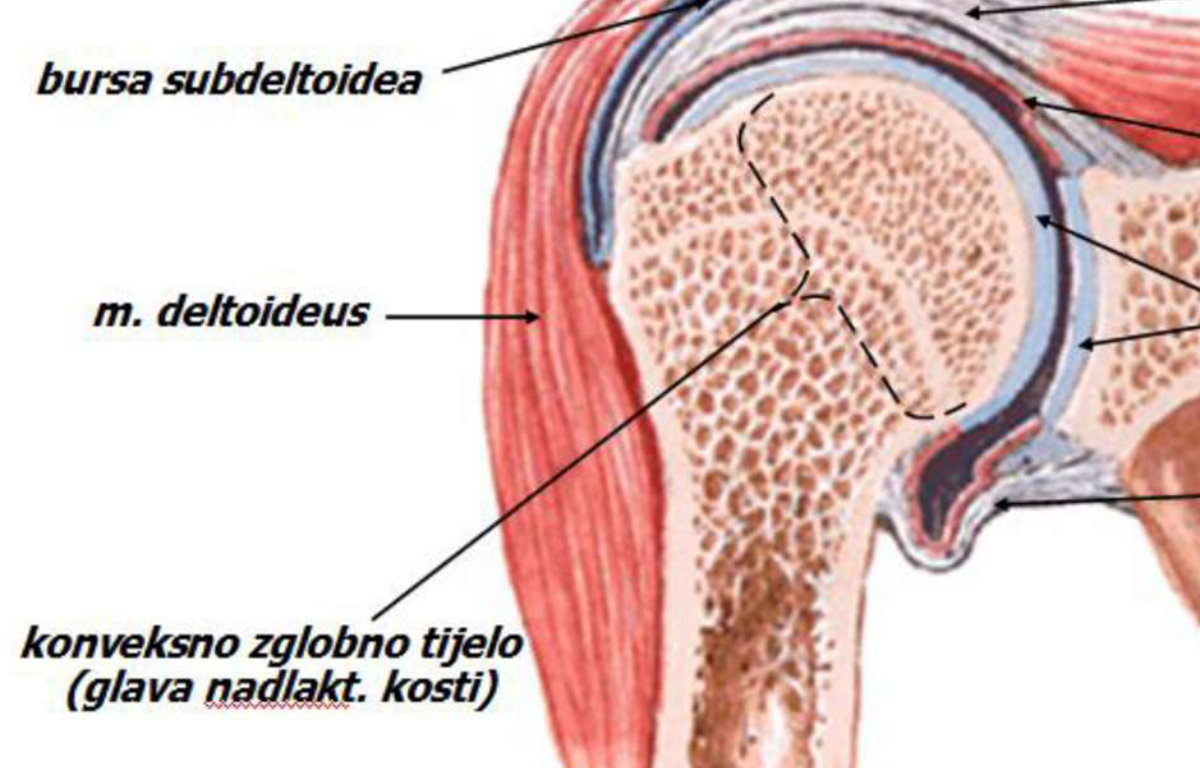 bursa subdeltoidea
m. deltoideus
konveksno zglobno tijelo
(glava nadlakt. kosti)